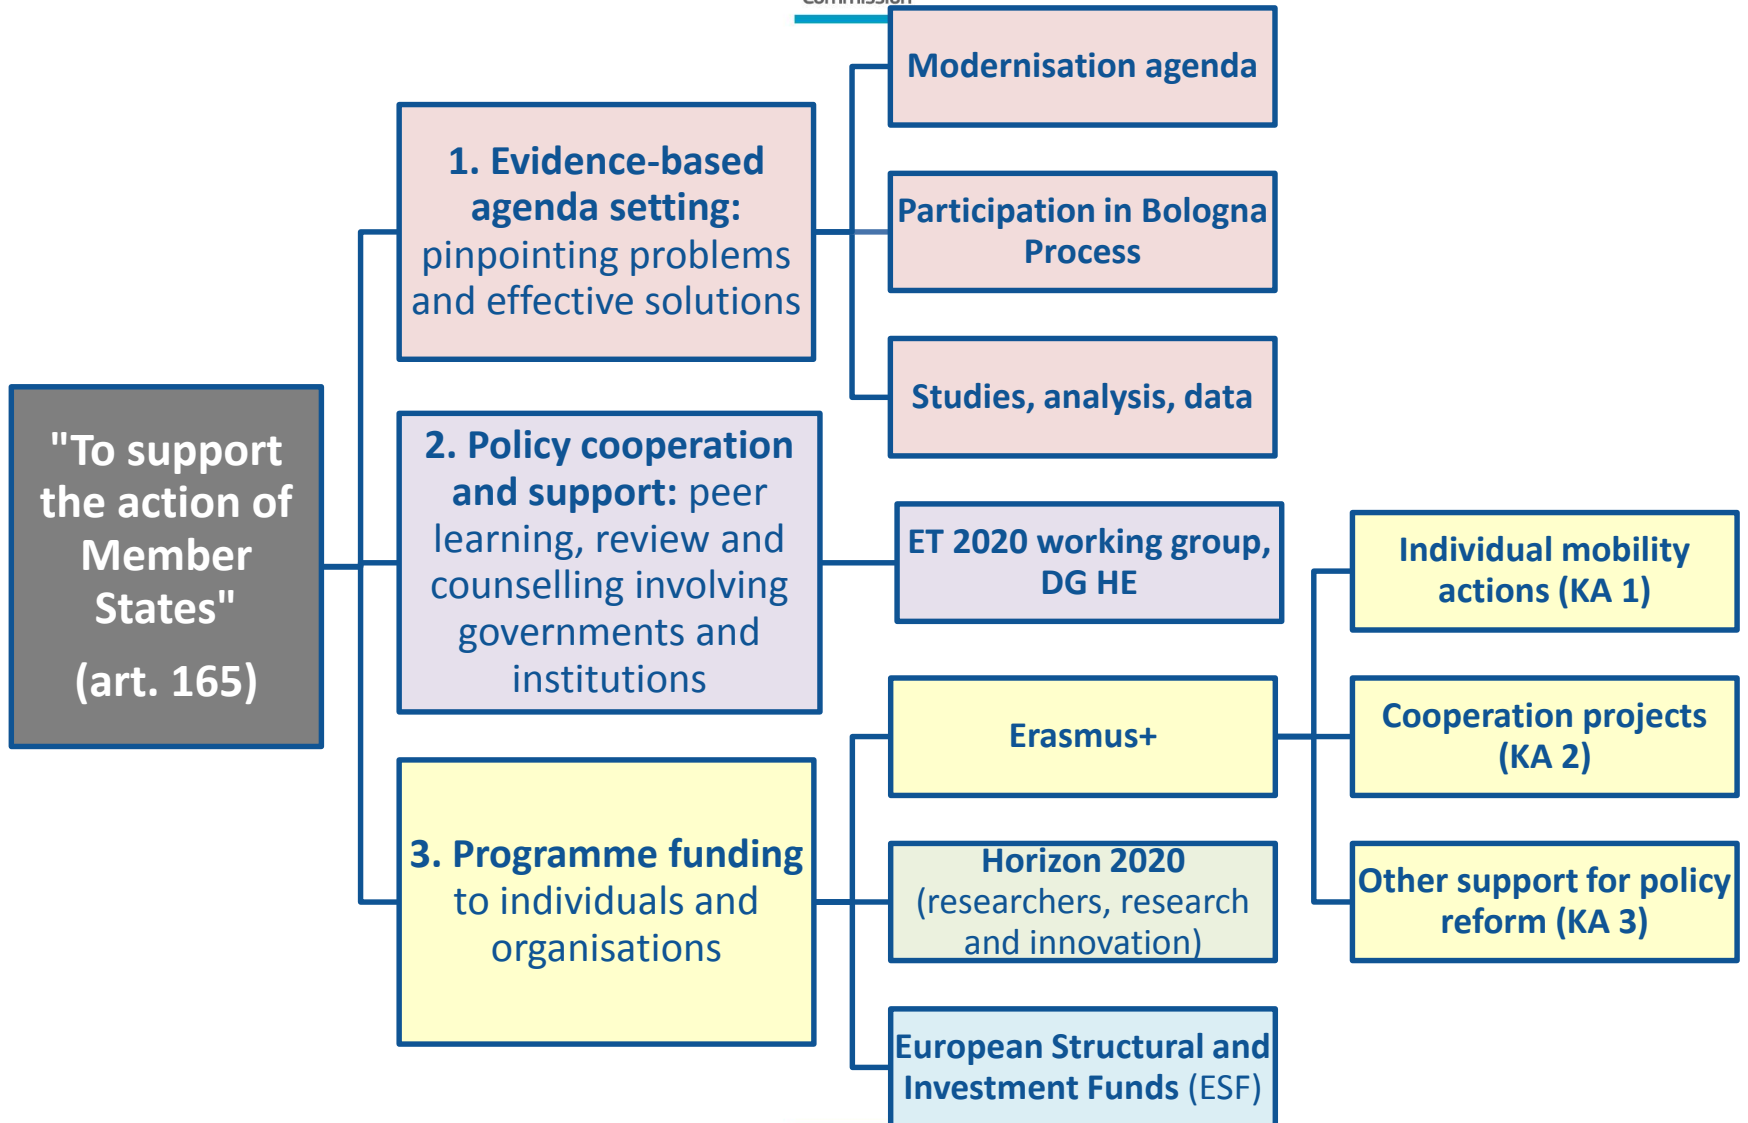 Commission
"To support
the action of
Member
States"
(art. 165)
1. Evidence-based
agenda setting:
pinpointing problems
and effective solutions
Modernisation agenda
Participation in Bologna
Process
Studies, analysis, data
2. Policy cooperation
and support: peer
learning, review and
counselling involving
governments and
institutions
ET 2020 working group,
DG HE
3. Programme funding
to individuals and
organisations
Erasmus+
Individual mobility
actions (KA 1)
Cooperation projects
(KA 2)
Other support for policy
reform (KA 3)
Horizon 2020
(researchers, research
and innovation)
European Structural and
Investment Funds (ESF)